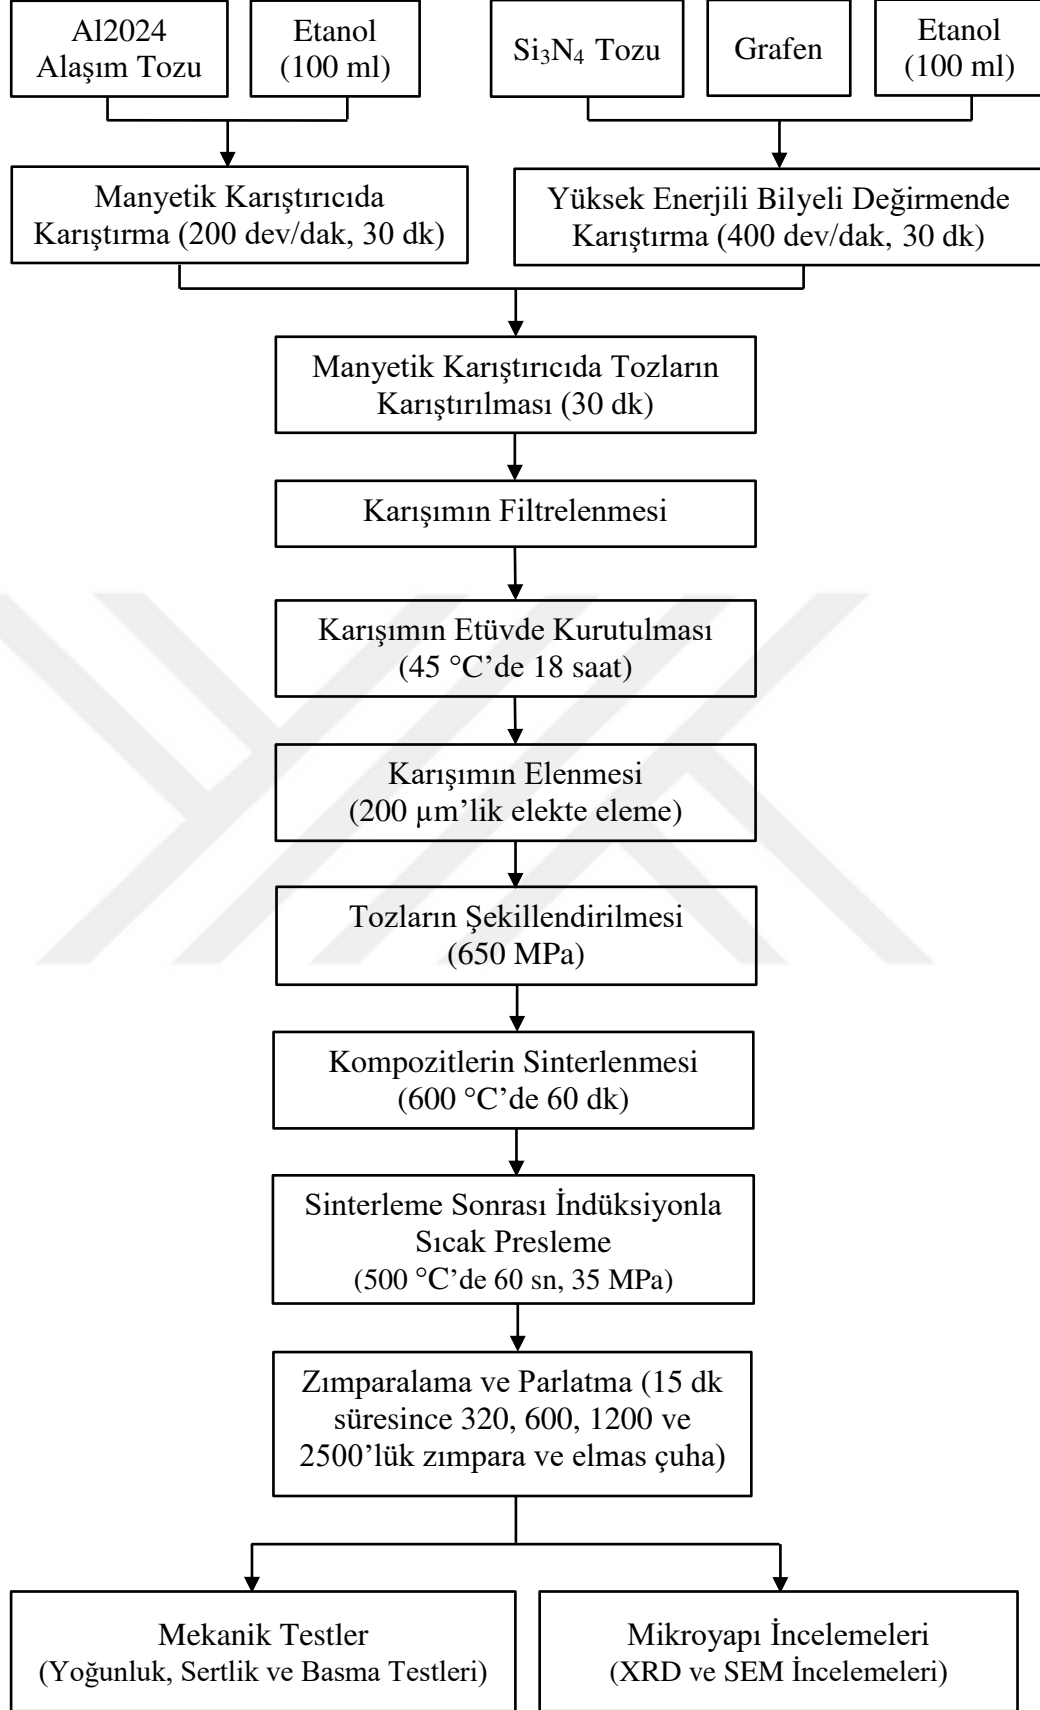 Al2024
Alaşım Tozu
Etanol
(100 ml)
Si₃N₄ Tozu
Grafen
Etanol
(100 ml)
Manyetik Karıştırıcıda
Karıştırma (200 dev/dak, 30 dk)
Yüksek Enerjili Bilyeli Değirmende
Karıştırma (400 dev/dak, 30 dk)
Manyetik Karıştırıcıda Tozların
Karıştırılması (30 dk)
Karışımın Filtrelenmesi
Karışımın Etüvde Kurutulması
(45 °C’de 18 saat)
Karışımın Elenmesi
(200 µm’lik elekte eleme)
Tozların Şekillendirilmesi
(650 MPa)
Kompozitlerin Sinterlenmesi
(600 °C’de 60 dk)
Sinterleme Sonrası İndüksiyonla
Sıcak Presleme
(500 °C’de 60 sn, 35 MPa)
Zımparalama ve Parlatma (15 dk
süresince 320, 600, 1200 ve
2500’lük zımpara ve elmas çuha)
Mekanik Testler
(Yoğunluk, Sertlik ve Basma Testleri)
Mikroyapı İncelemeleri
(XRD ve SEM İncelemeleri)